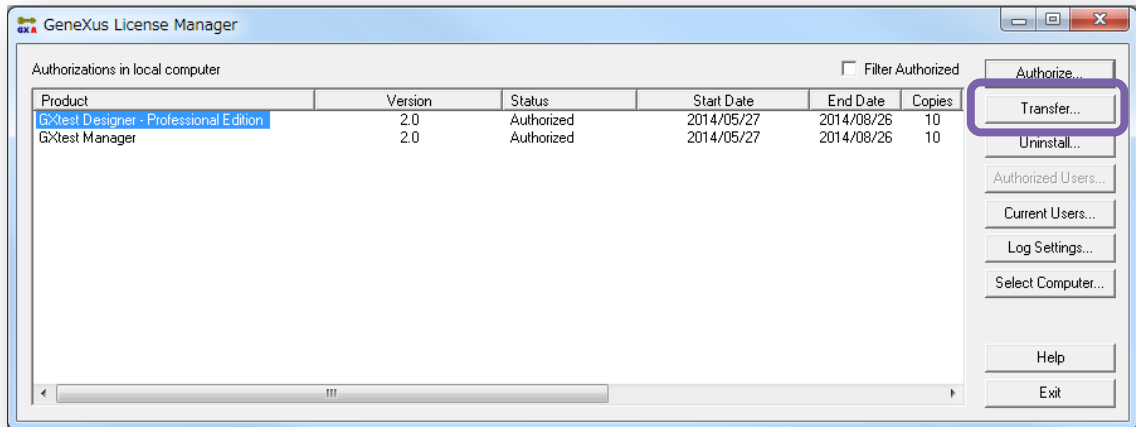 GeneXus License Manager
Authorizations in local computer
Filter Authorized
Product Version Status Start Date End Date Copies
GXtest Designer - Professional Edition 2.0 Authorized 2014/05/27 2014/08/26 10
GXtest Manager 2.0 Authorized 2014/05/27 2014/08/26 10
Authorize...
Transfer...
Uninstall...
Authorized Users...
Current Users...
Log Settings...
Select Computer...
Help
Exit